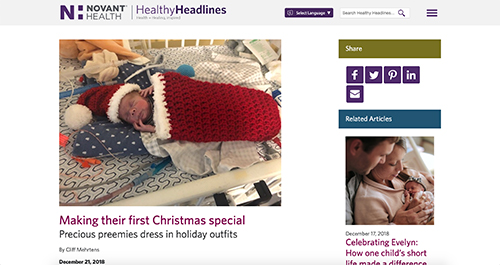 NOVANT
HEALTH
HealthyHeadlines
Health + Healing, Inspired
Select Language
Search Healthy Headlines...
Share
Related Articles
Making their first Christmas special
Precious preemies dress in holiday outfits
By Cliff Mehrtens
December 21, 2018
December 17, 2018
Celebrating Evelyn:
How one child's short
life made a difference